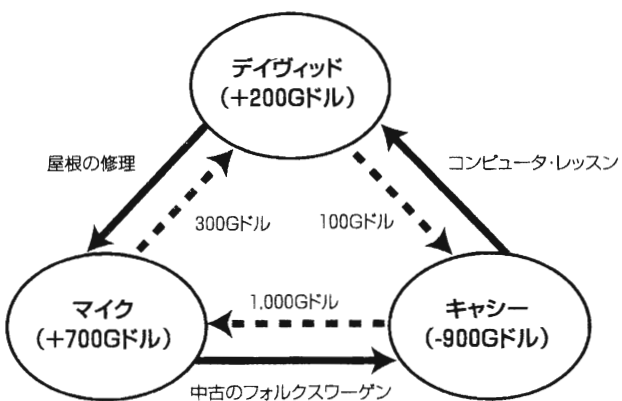 デイヴィッド
(+200Gドル)
屋根の修理
コンピュータ・レッスン
300Gドル
100Gドル
マイク
(+700Gドル)
1,000Gドル
キャシー
(-900Gドル)
中古のフォルクスワーゲン